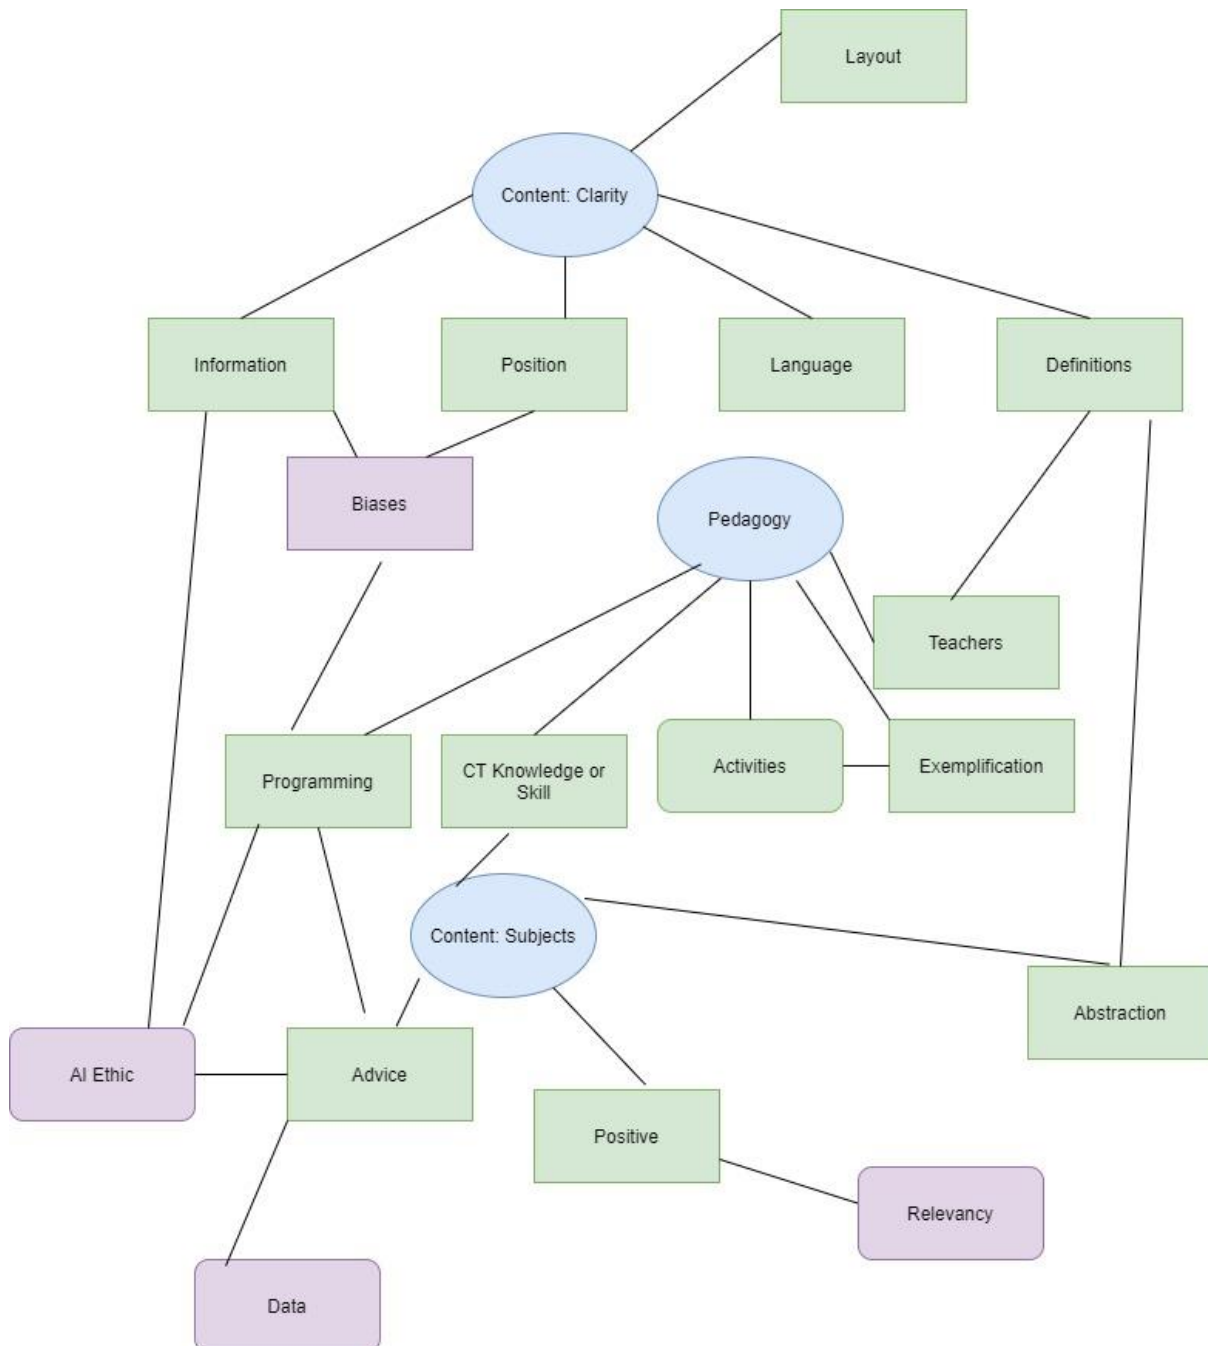 Layout
Content: Clarity
Information
Position
Language
Definitions
Biases
Pedagogy
Teachers
Programming
CT Knowledge or
Skill
Activities
Exemplification
Content: Subjects
Abstraction
AI Ethic
Advice
Positive
Relevancy
Data